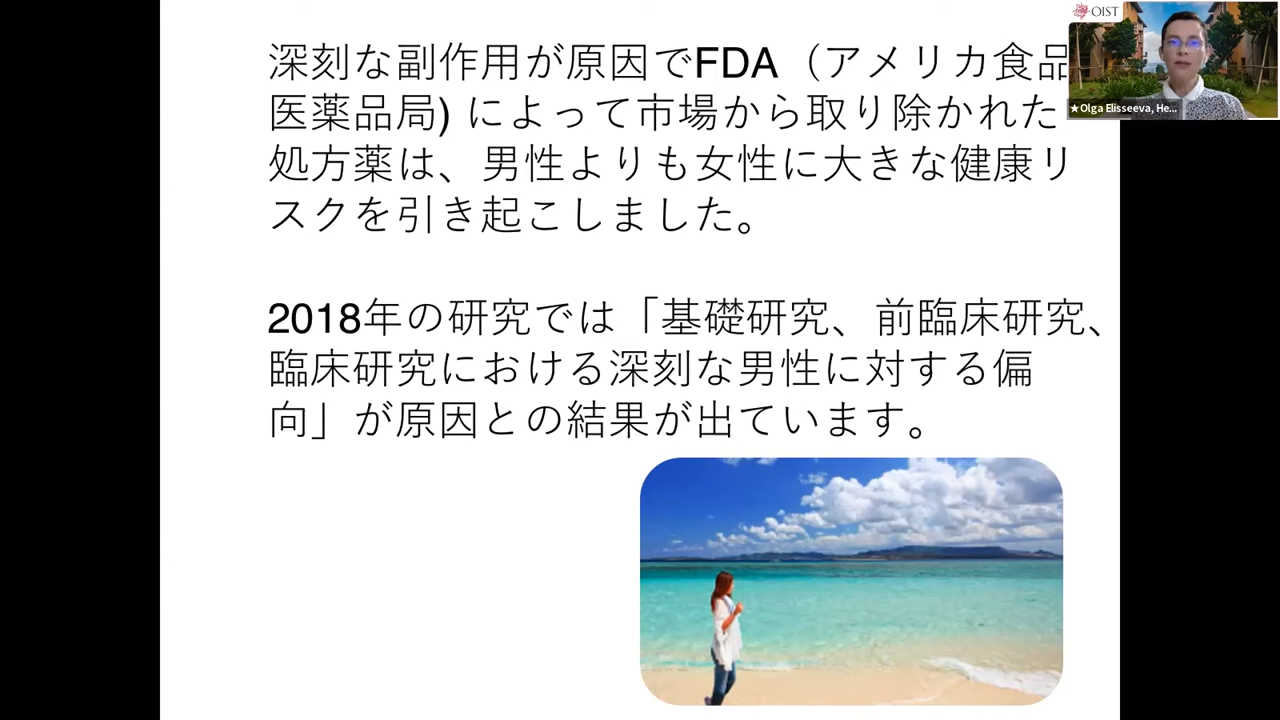 深刻な副作用が原因でFDA（アメリカ食品
医薬品局) によって市場から取り除かれた
処方薬は、男性よりも女性に大きな健康リ
スクを引き起こしました。
2018年の研究では「基礎研究、前臨床研究、
臨床研究における深刻な男性に対する偏
向」が原因との結果が出ています。
OIST
★Olga Elisseeva, He...